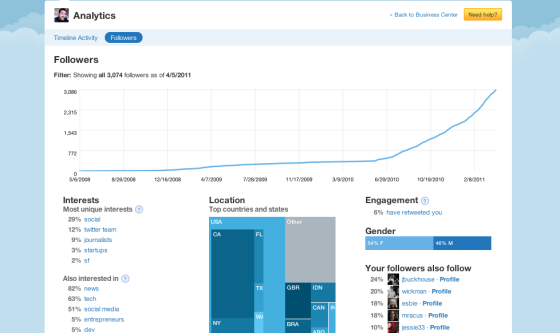 Analytics
« Back to Business Center
Need help?
Timeline Activity
Followers
Followers
Filter: Showing all 3,074 followers as of 4/5/2011
3,086
2,315
1,543
772
0
5/6/2008
8/26/2008
12/16/2008
4/7/2009
7/28/2009
11/17/2009
3/9/2010
6/29/2010
10/19/2010
2/8/2011
Interests
Most unique interests ?
29% social
12% twitter team
9% journalists
3% startups
2% sf
Also interested in ?
82% news
63% tech
51% social media
5% entrepreneurs
5% dev
Location
Top countries and states
USA
Other
CA
FL
TX
NY
GBR
IDN
CAN
BRA
ARG
Engagement ?
6% have retweeted you
Gender
54% F
46% M
Your followers also follow
24% jbuckhouse - Profile
20% wickman - Profile
18% esbie - Profile
18% mracus - Profile
10% jessie33 - Profile